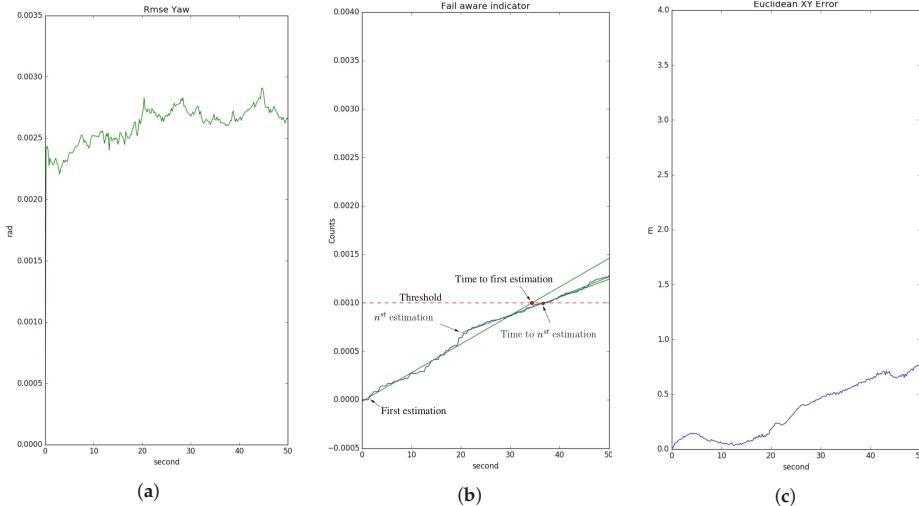 Rmse Yaw
0.0035
0.0030
0.0025
0.0020
0.0015
0.0010
0.0005
0.0000
rad
0 10 20 30 40 50
second
(a)
Fail aware indicator
0.0040
0.0035
0.0030
0.0025
0.0020
0.0015
0.0010
0.0005
0.0000
−0.0005
Counts
Time to first estimation
Threshold
n^st estimation
Time to n^st estimation
First estimation
0 10 20 30 40 50
second
(b)
Euclidean XY Error
4.0
3.5
3.0
2.5
2.0
1.5
1.0
0.5
0.0
m
0 10 20 30 40 50
second
(c)